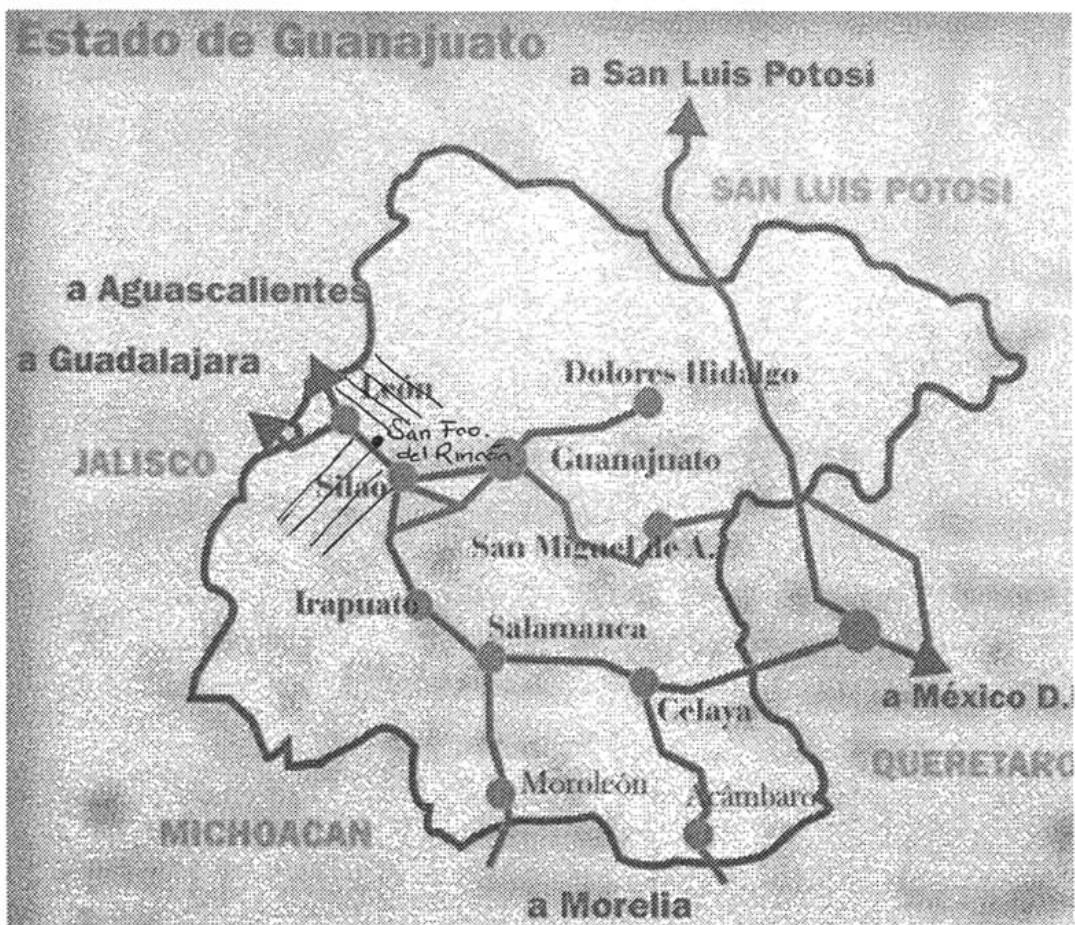 Estado de Guanajuato
a San Luis Potosí
SAN LUIS POTOSI
a Aguascalientes
a Guadalajara
León
Dolores Hidalgo
San Fco.
del Rincón
JALISCO
Guanajuato
Silao
San Miguel de A.
Irapuato
Salamanca
a México D.
Celaya
QUERETARO
Moroleón
Acámbaro
MICHOACAN
a Morelia